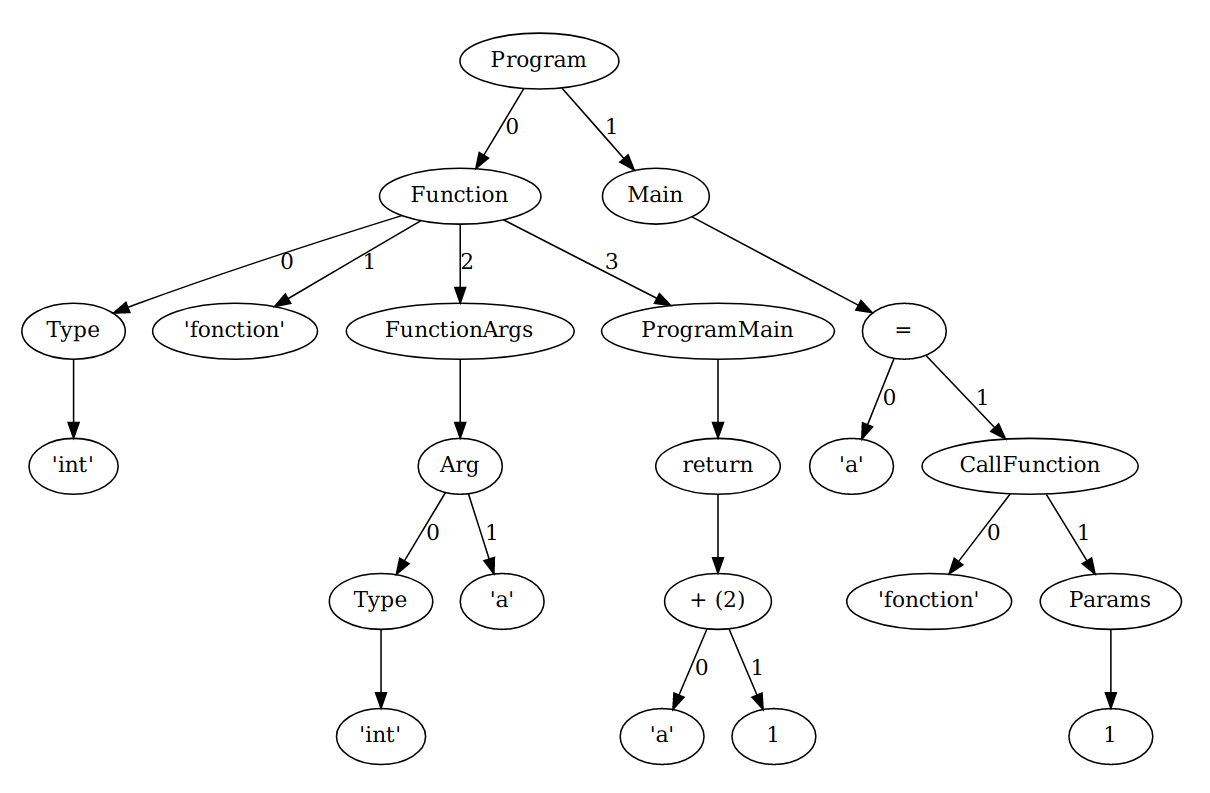 Program
0 1
Function Main
0 1 2 3
Type 'fonction' FunctionArgs ProgramMain =
0 1
'int' Arg return 'a' CallFunction
0 1 0 1
Type 'a' + (2) 'fonction' Params
0 1
'int' 'a' 1 1